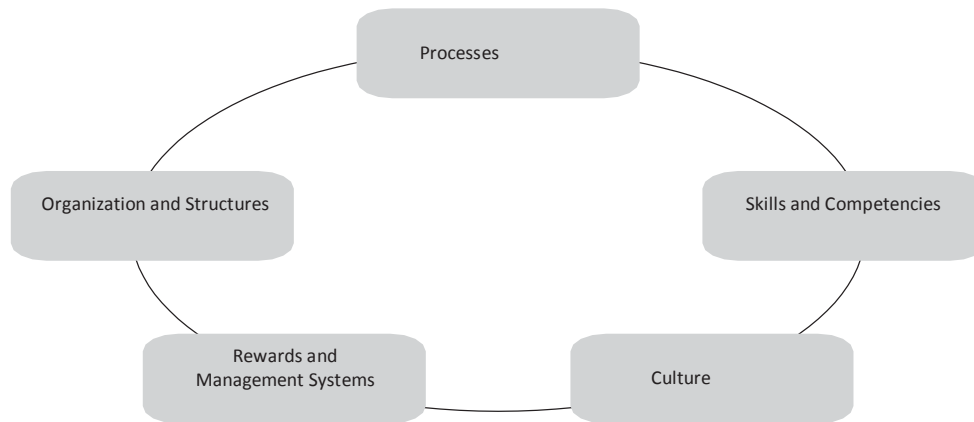 Processes
Organization and Structures
Skills and Competencies
Rewards and
Management Systems
Culture